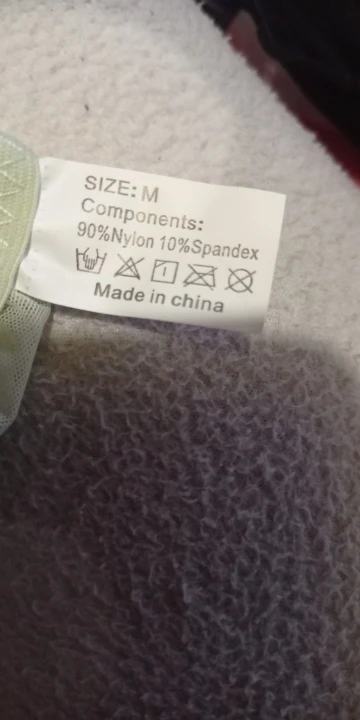 SIZE: M
Components:
90%Nylon 10%Spandex
Made in china